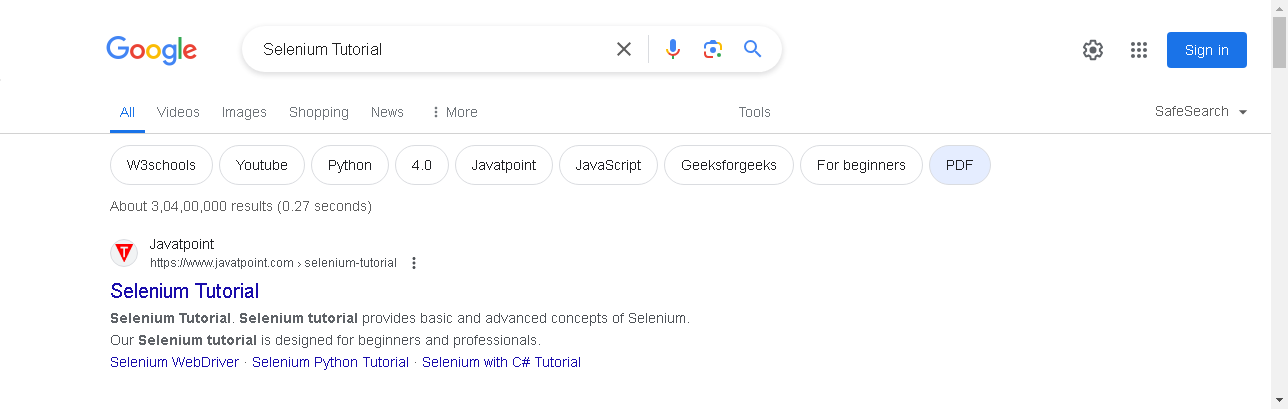 Google
Selenium Tutorial
Sign in
All Videos Images Shopping News More Tools SafeSearch
W3schools Youtube Python 4.0 Javatpoint JavaScript Geeksforgeeks For beginners PDF
About 3,04,00,000 results (0.27 seconds)
T
Javatpoint
https://www.javatpoint.com › selenium-tutorial
Selenium Tutorial
Selenium Tutorial. Selenium tutorial provides basic and advanced concepts of Selenium.
Our Selenium tutorial is designed for beginners and professionals.
Selenium WebDriver · Selenium Python Tutorial · Selenium with C# Tutorial